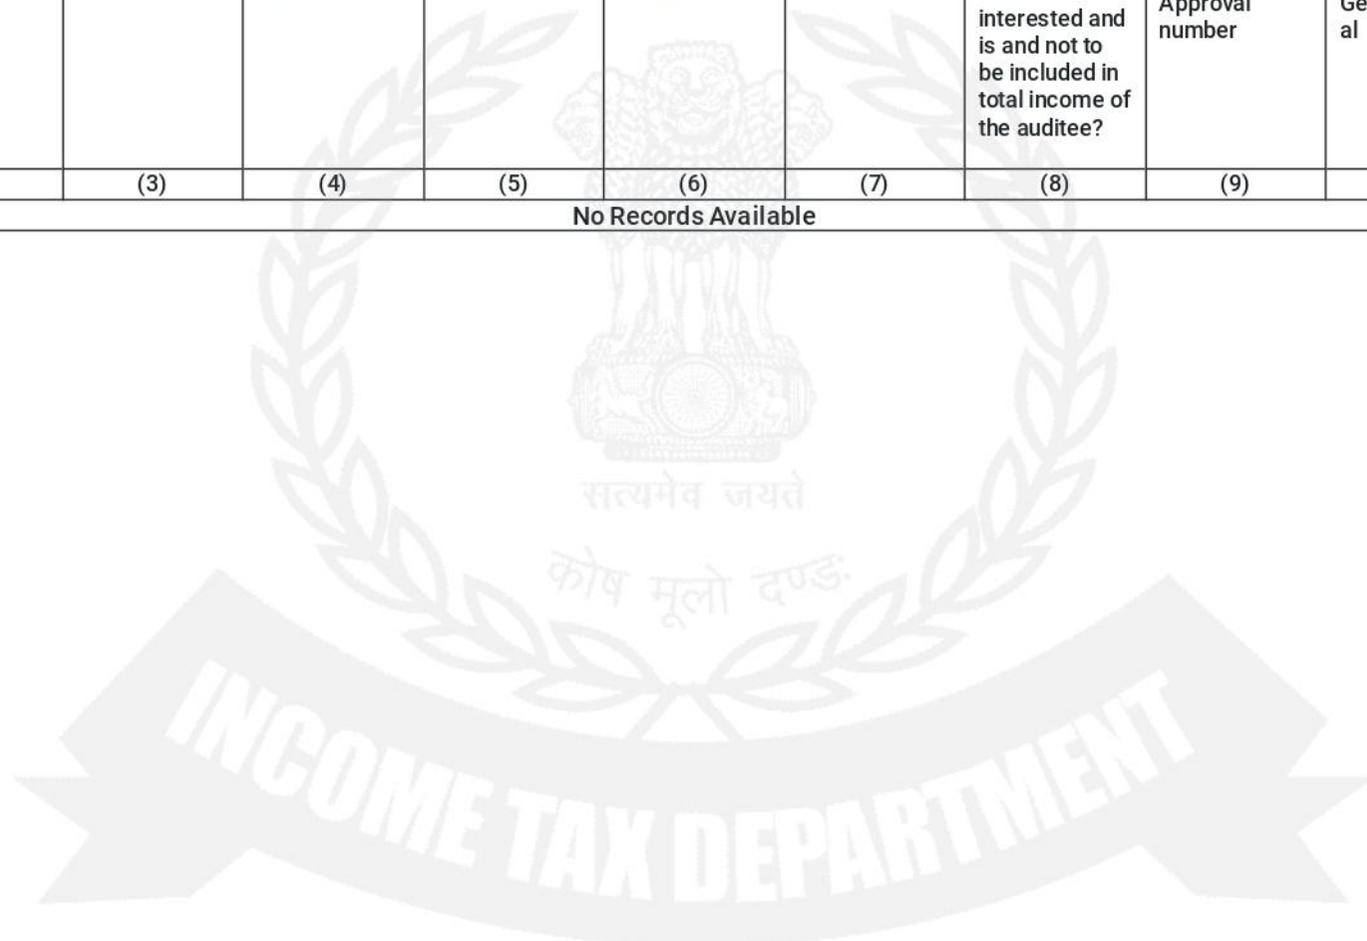 interested and
is and not to
be included in
total income of
the auditee?
Approval
number
Ge
al
(3) (4) (5) (6) (7) (8) (9)
No Records Available
सत्यमेव जयते
कोष मूलो दण्डः
INCOME TAX DEPARTMENT